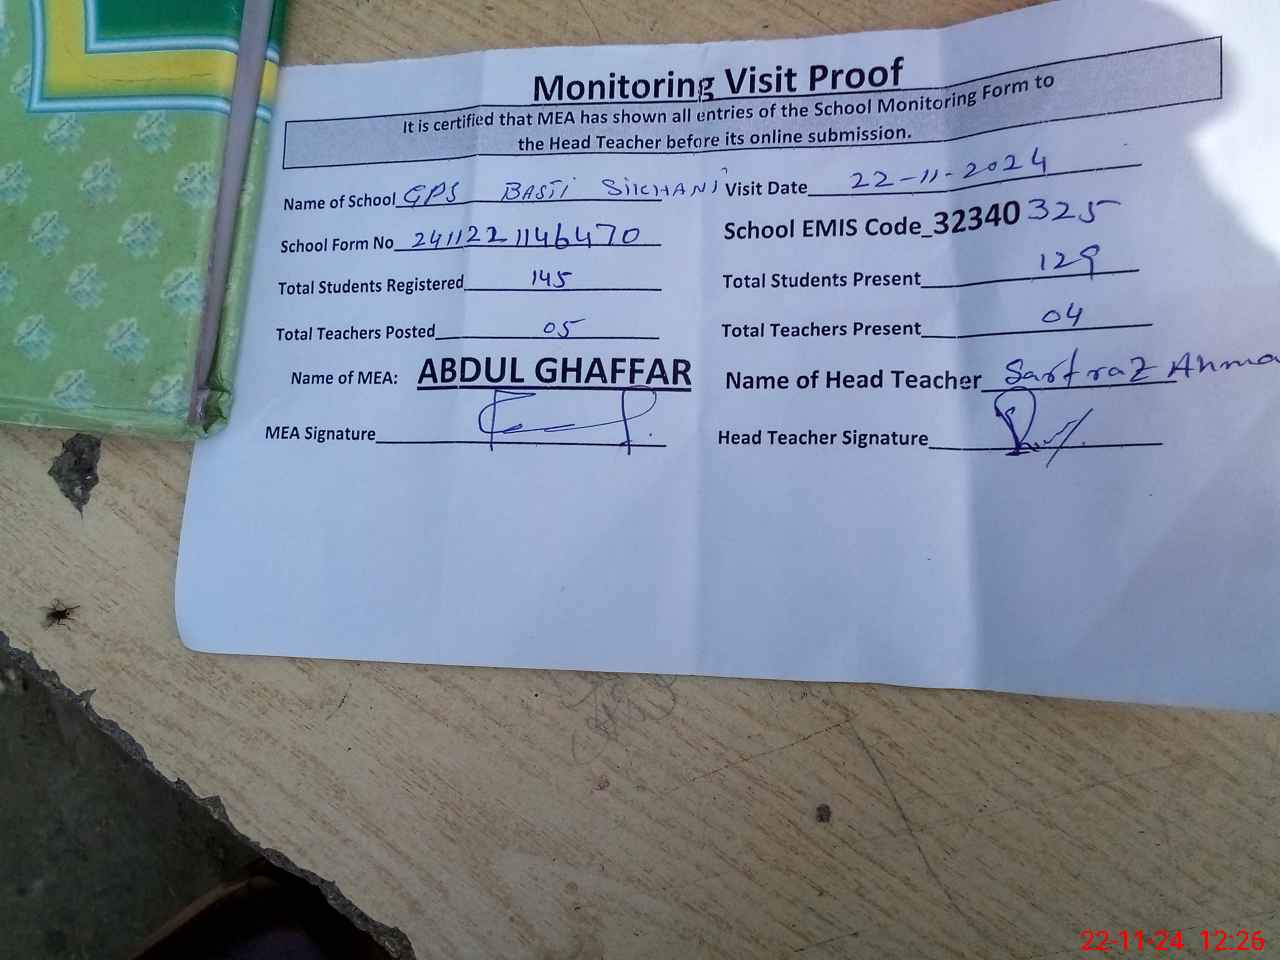 Monitoring Visit Proof
It is certified that MEA has shown all entries of the School Monitoring Form to
the Head Teacher before its online submission.
Name of School GPS BASTI SIKHANI Visit Date 22-11-2024
School Form No 2411221146470 School EMIS Code_32340325
Total Students Registered 145 Total Students Present 129
Total Teachers Posted 05 Total Teachers Present 04
Name of MEA: ABDUL GHAFFAR Name of Head Teacher Sarfraz Ahma
MEA Signature Head Teacher Signature
22-11-24 12:26